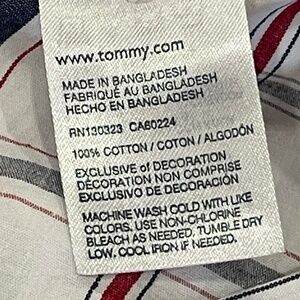 www.tommy.com
MADE IN BANGLADESH
FABRIQUÉ AU BANGLADESH
HECHO EN BANGLADESH
RN130323 CA60224
100% COTTON / COTON / ALGODÓN
EXCLUSIVE of DECORATION
DÉCORATION NON COMPRISE
EXCLUSIVO DE DECORACIÓN
MACHINE WASH COLD WITH LIKE
COLORS. USE NON-CHLORINE
BLEACH AS NEEDED. TUMBLE DRY
LOW. COOL IRON IF NEEDED.